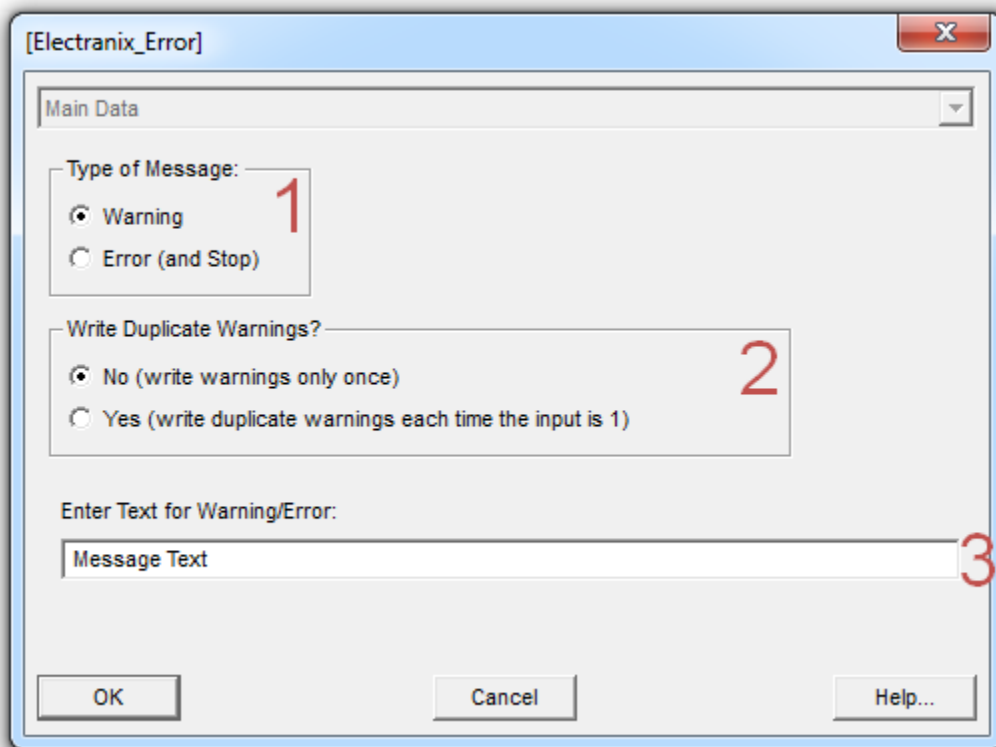 [Electranix_Error]
Main Data
Type of Message:
1
Warning
Error (and Stop)
Write Duplicate Warnings?
2
No (write warnings only once)
Yes (write duplicate warnings each time the input is 1)
Enter Text for Warning/Error:
Message Text
3
OK
Cancel
Help...